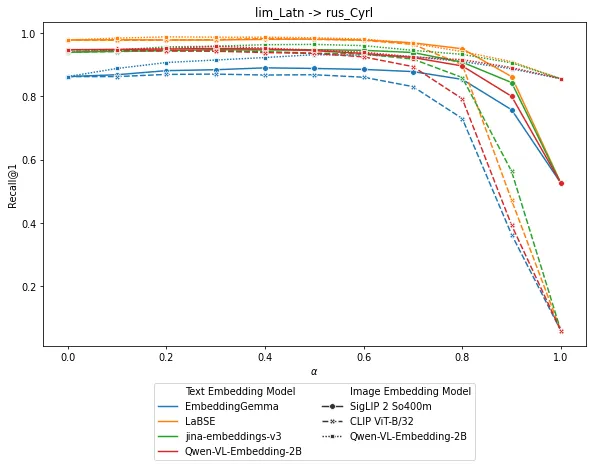 lim_Latn -> rus_Cyrl
Recall@1
1.0
0.8
0.6
0.4
0.2
0.0 0.2 0.4 0.6 0.8 1.0
α
Text Embedding Model
EmbeddingGemma
LaBSE
jina-embeddings-v3
Qwen-VL-Embedding-2B
Image Embedding Model
SigLIP 2 So400m
CLIP ViT-B/32
Qwen-VL-Embedding-2B